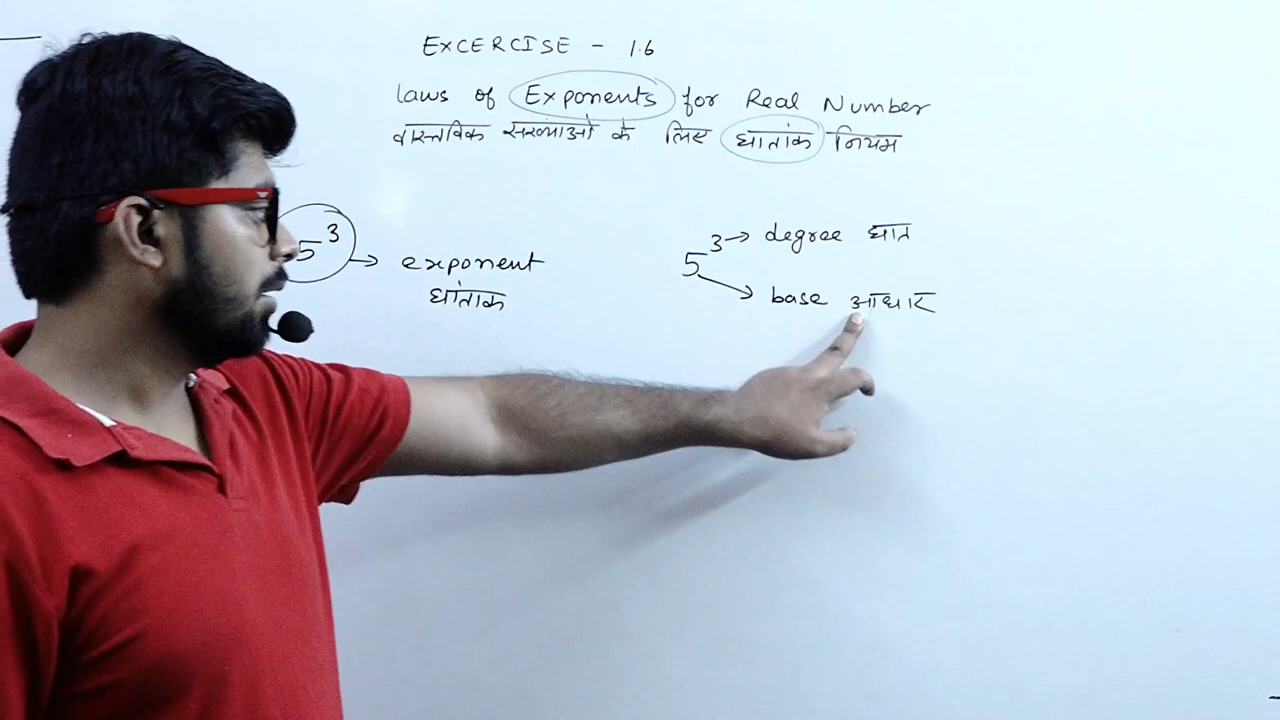 EXCERCISE - 1.6
Laws of Exponents for Real Number
वास्तविक संख्याओं के लिए घातांक नियम
5³ → exponent
घांताक
5³ → degree घात
→ base आधार